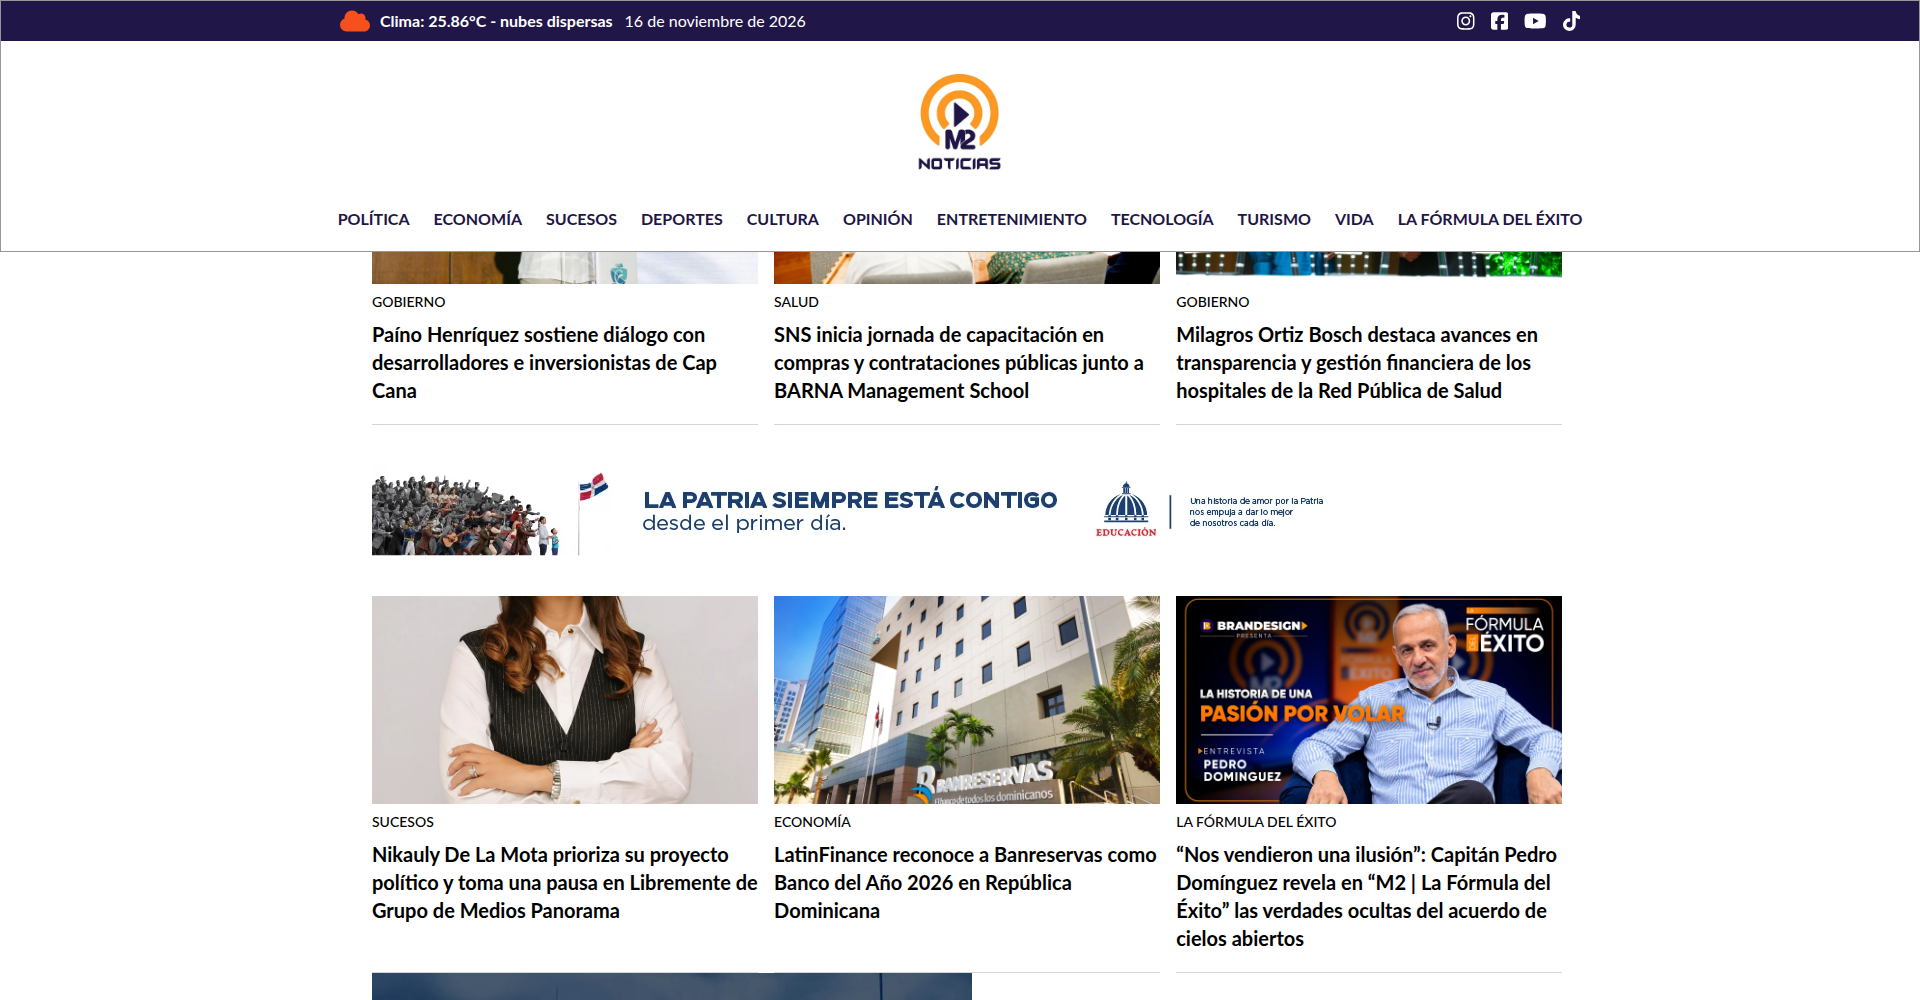 Clima: 25.86°C - nubes dispersas 16 de noviembre de 2026
M2
NOTICIAS
POLÍTICA ECONOMÍA SUCESOS DEPORTES CULTURA OPINIÓN ENTRETENIMIENTO TECNOLOGÍA TURISMO VIDA LA FÓRMULA DEL ÉXITO
GOBIERNO
Paíno Henríquez sostiene diálogo con
desarrolladores e inversionistas de Cap
Cana
SALUD
SNS inicia jornada de capacitación en
compras y contrataciones públicas junto a
BARNA Management School
GOBIERNO
Milagros Ortiz Bosch destaca avances en
transparencia y gestión financiera de los
hospitales de la Red Pública de Salud
LA PATRIA SIEMPRE ESTÁ CONTIGO
desde el primer día.
EDUCACIÓN
Una historia de amor por la Patria
nos empuja a dar lo mejor
de nosotros cada día.
SUCESOS
Nikauly De La Mota prioriza su proyecto
político y toma una pausa en Libremente de
Grupo de Medios Panorama
BANRESERVAS
El banco de todos los dominicanos
ECONOMÍA
LatinFinance reconoce a Banreservas como
Banco del Año 2026 en República
Dominicana
BRANDESIGN
PRESENTA
LA FÓRMULA
DEL ÉXITO
LA HISTORIA DE UNA
PASIÓN POR VOLAR
ENTREVISTA
PEDRO
DOMINGUEZ
LA FÓRMULA DEL ÉXITO
“Nos vendieron una ilusión”: Capitán Pedro
Domínguez revela en “M2 | La Fórmula del
Éxito” las verdades ocultas del acuerdo de
cielos abiertos